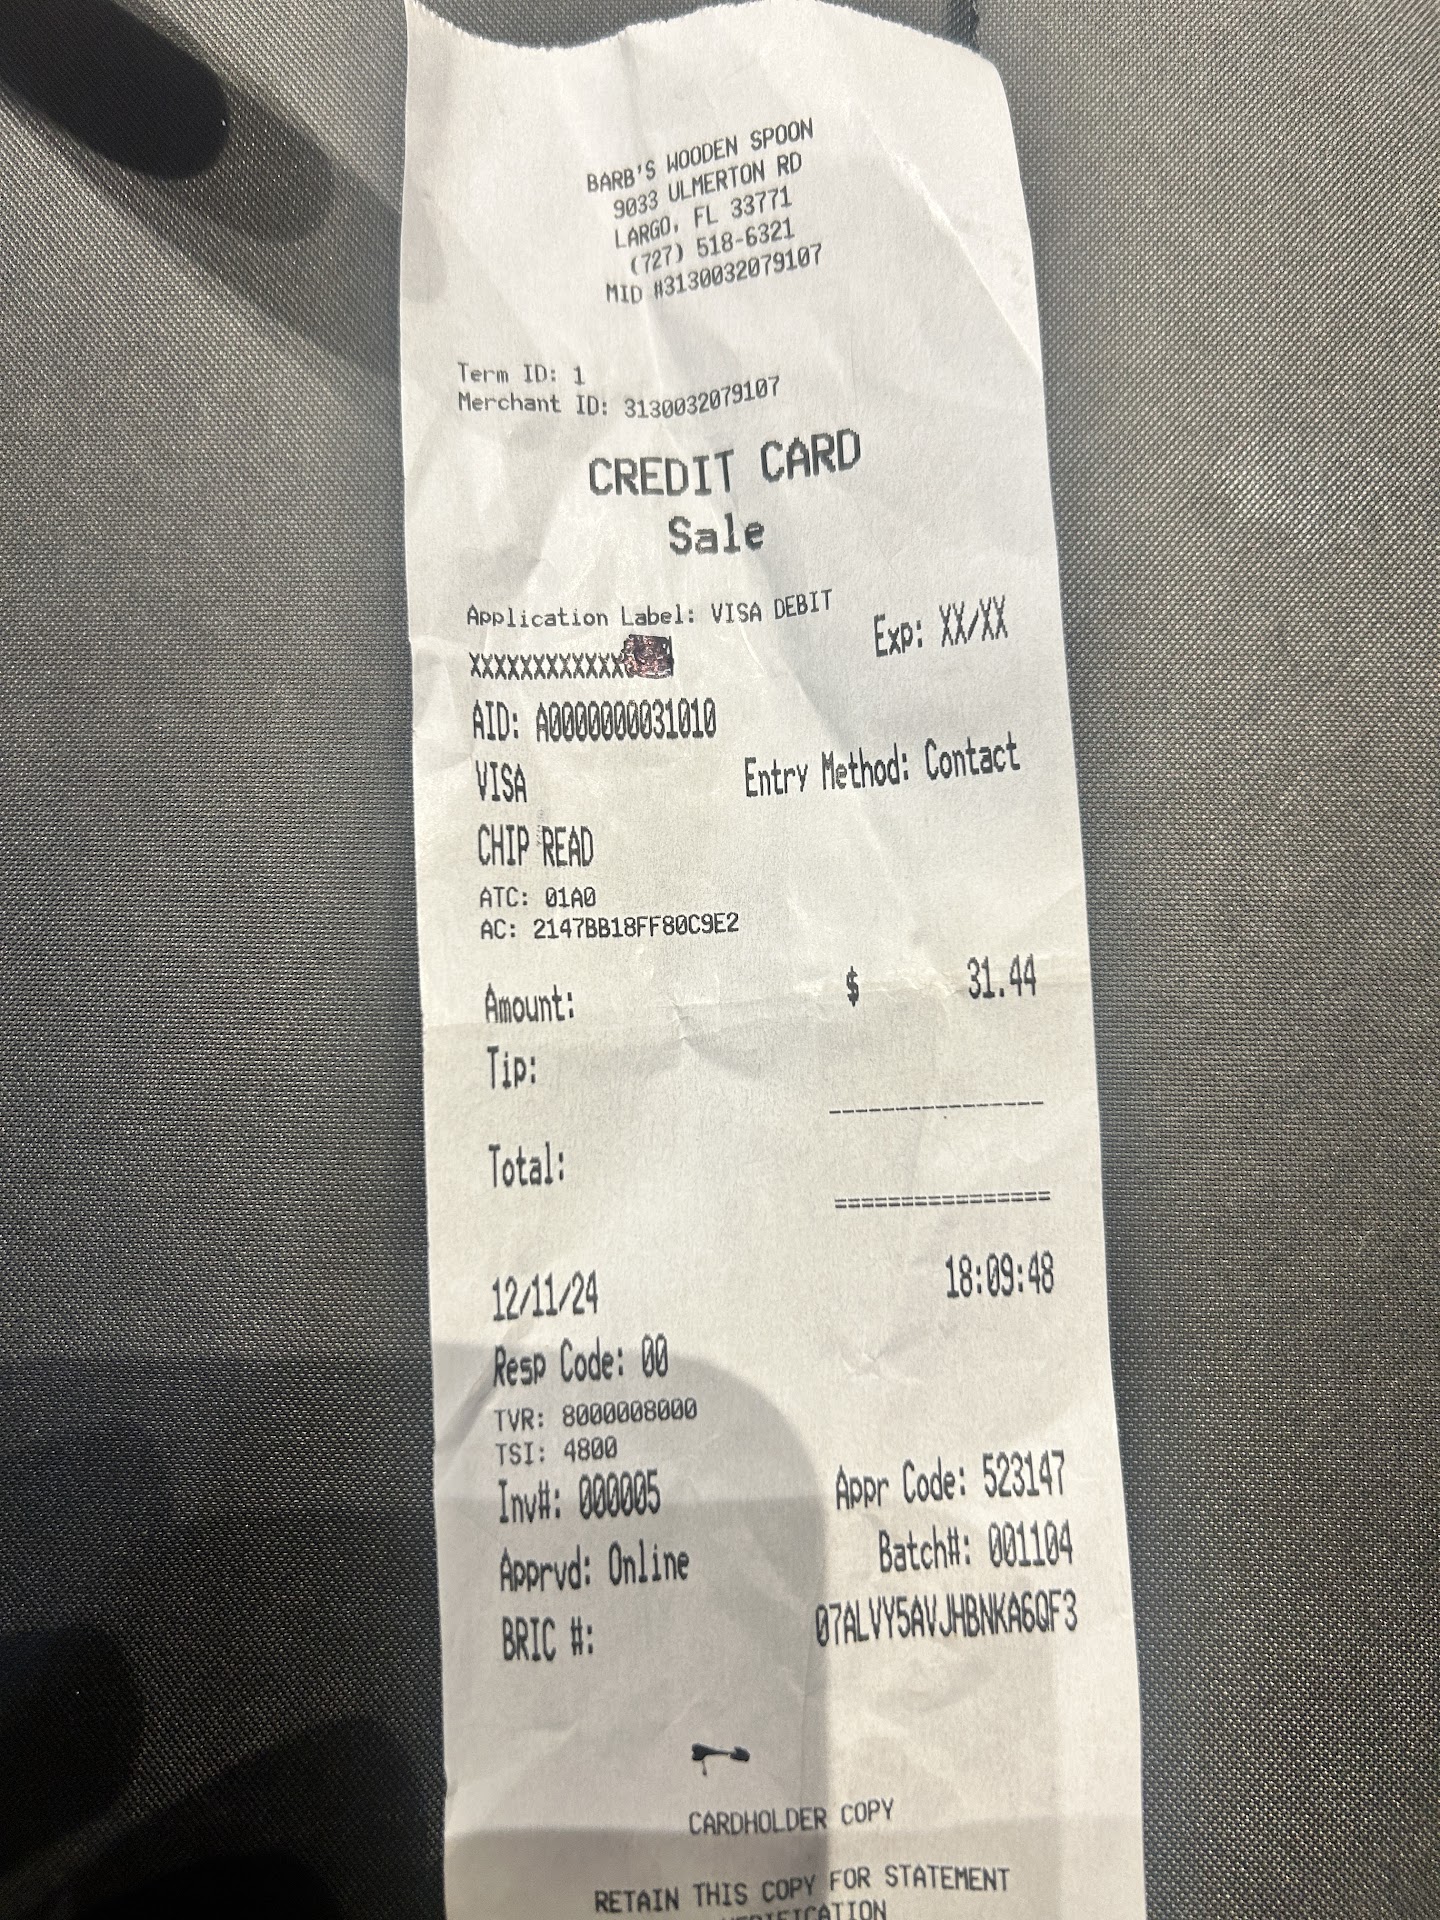 BARB'S WOODEN SPOON
9033 ULMERTON RD
LARGO, FL 33771
(727) 518-6321
MID #3130032079107
Term ID: 1
Merchant ID: 3130032079107
CREDIT CARD
Sale
Application Label: VISA DEBIT
XXXXXXXXXXXX Exp: XX/XX
AID: A0000000031010
VISA Entry Method: Contact
CHIP READ
ATC: 01A0
AC: 2147BB18FF80C9E2
Amount: $ 31.44
Tip:
----------------
Total:
================
12/11/24 18:09:48
Resp Code: 00
TVR: 8000008000
TSI: 4800
Inv#: 000005 Appr Code: 523147
Apprvd: Online Batch#: 001104
BRIC #: 07ALVY5AVJHBNKA6QF3
CARDHOLDER COPY
RETAIN THIS COPY FOR STATEMENT
VERIFICATION